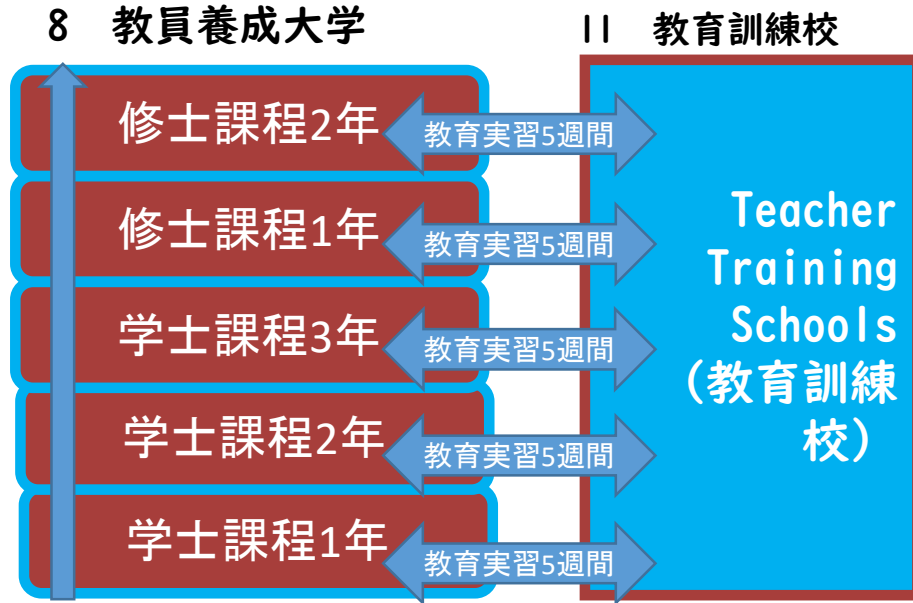 8 教員養成大学
11 教育訓練校
修士課程2年
教育実習5週間
修士課程1年
教育実習5週間
学士課程3年
教育実習5週間
学士課程2年
教育実習5週間
学士課程1年
教育実習5週間
Teacher
Training
Schools
(教育訓練
校)